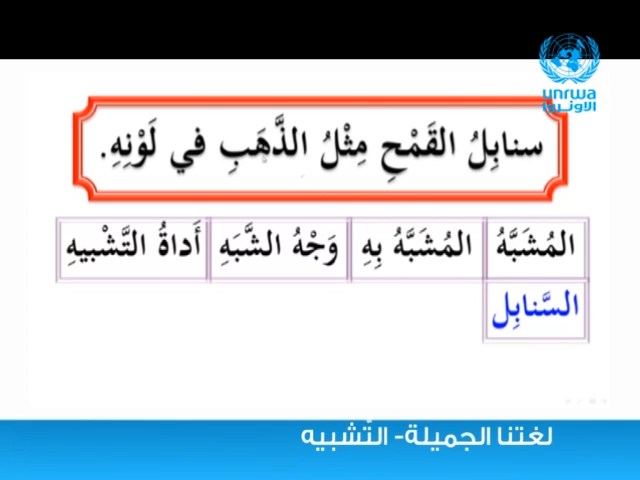 unrwa
الأونروا
سنابِلُ القَمْحِ مِثْلُ الذَّهَبِ في لَوْنِهِ.
المُشَبَّهُ المُشَبَّهُ بِهِ وَجْهُ الشَّبَهِ أَداةُ التَّشْبيهِ
السَّنابِل
لغتنا الجميلة- التّشبيه